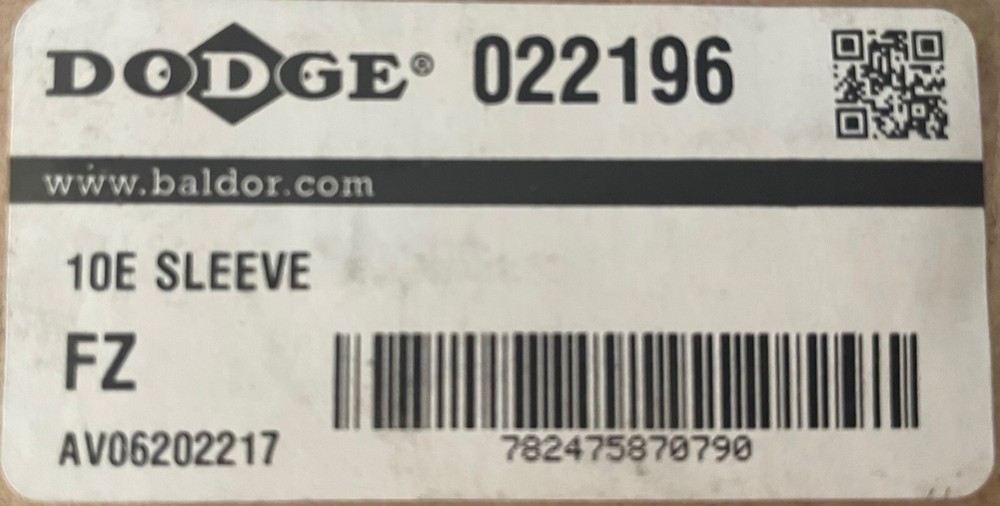 DODGE® 022196
www.baldor.com
10E SLEEVE
FZ
AV06202217
782475870790